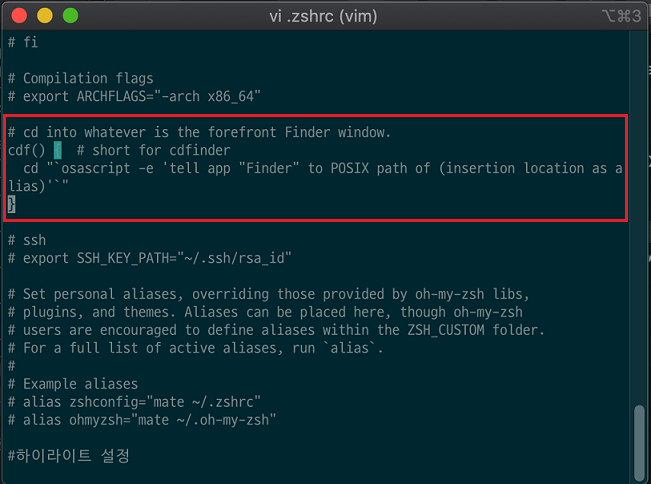 vi .zshrc (vim)
⌥⌘3
# fi
# Compilation flags
# export ARCHFLAGS="-arch x86_64"
# cd into whatever is the forefront Finder window.
cdf() {  # short for cdfinder
  cd "`osascript -e 'tell app "Finder" to POSIX path of (insertion location as a
lias)'`"
}
# ssh
# export SSH_KEY_PATH="~/.ssh/rsa_id"
# Set personal aliases, overriding those provided by oh-my-zsh libs,
# plugins, and themes. Aliases can be placed here, though oh-my-zsh
# users are encouraged to define aliases within the ZSH_CUSTOM folder.
# For a full list of active aliases, run `alias`.
#
# Example aliases
# alias zshconfig="mate ~/.zshrc"
# alias ohmyzsh="mate ~/.oh-my-zsh"
#하이라이트 설정